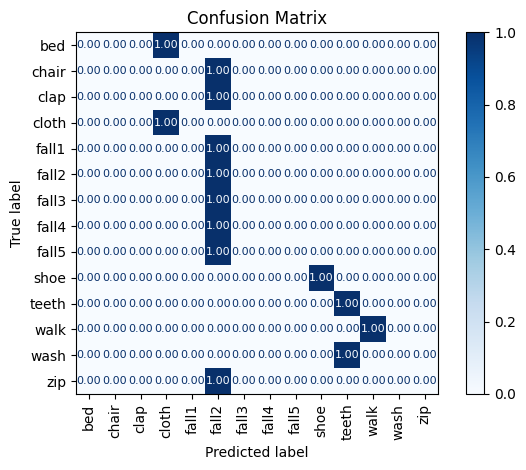 Confusion Matrix
True label
bed 0.00 0.00 0.00 1.00 0.00 0.00 0.00 0.00 0.00 0.00 0.00 0.00 0.00 0.00
chair 0.00 0.00 0.00 0.00 0.00 1.00 0.00 0.00 0.00 0.00 0.00 0.00 0.00 0.00
clap 0.00 0.00 0.00 0.00 0.00 1.00 0.00 0.00 0.00 0.00 0.00 0.00 0.00 0.00
cloth 0.00 0.00 0.00 1.00 0.00 0.00 0.00 0.00 0.00 0.00 0.00 0.00 0.00 0.00
fall1 0.00 0.00 0.00 0.00 0.00 1.00 0.00 0.00 0.00 0.00 0.00 0.00 0.00 0.00
fall2 0.00 0.00 0.00 0.00 0.00 1.00 0.00 0.00 0.00 0.00 0.00 0.00 0.00 0.00
fall3 0.00 0.00 0.00 0.00 0.00 1.00 0.00 0.00 0.00 0.00 0.00 0.00 0.00 0.00
fall4 0.00 0.00 0.00 0.00 0.00 1.00 0.00 0.00 0.00 0.00 0.00 0.00 0.00 0.00
fall5 0.00 0.00 0.00 0.00 0.00 1.00 0.00 0.00 0.00 0.00 0.00 0.00 0.00 0.00
shoe 0.00 0.00 0.00 0.00 0.00 0.00 0.00 0.00 0.00 1.00 0.00 0.00 0.00 0.00
teeth 0.00 0.00 0.00 0.00 0.00 0.00 0.00 0.00 0.00 0.00 1.00 0.00 0.00 0.00
walk 0.00 0.00 0.00 0.00 0.00 0.00 0.00 0.00 0.00 0.00 0.00 1.00 0.00 0.00
wash 0.00 0.00 0.00 0.00 0.00 0.00 0.00 0.00 0.00 0.00 1.00 0.00 0.00 0.00
zip 0.00 0.00 0.00 0.00 0.00 1.00 0.00 0.00 0.00 0.00 0.00 0.00 0.00 0.00
bed chair clap cloth fall1 fall2 fall3 fall4 fall5 shoe teeth walk wash zip
Predicted label
1.0
0.8
0.6
0.4
0.2
0.0